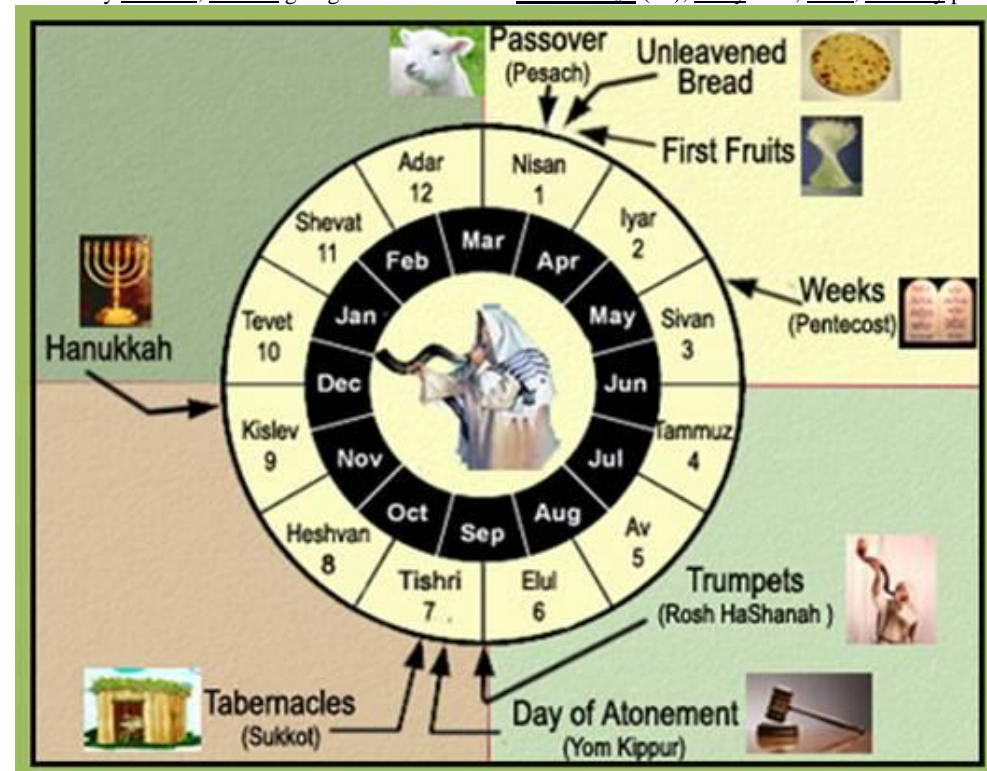 Passover
(Pesach)
Unleavened
Bread
First Fruits
Adar
12
Nisan
1
Shevat
11
Iyar
2
Mar
Feb
Apr
Weeks
(Pentecost)
Tevet
10
Jan
May
Sivan
3
Hanukkah
Dec
Jun
Kislev
9
Nov
Jul
Tammuz
4
Oct
Sep
Aug
Heshvan
8
Av
5
Tishri
7
Elul
6
Trumpets
(Rosh HaShanah )
Tabernacles
(Sukkot)
Day of Atonement
(Yom Kippur)